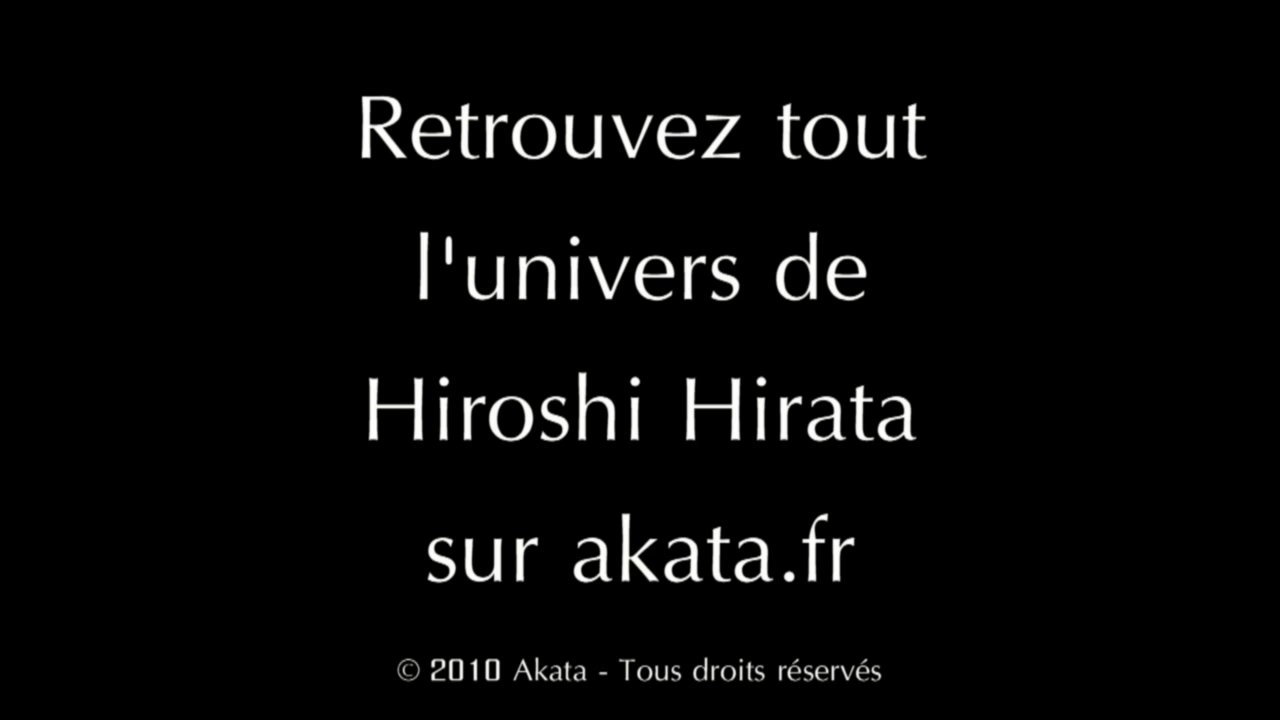 Retrouvez tout
l'univers de
Hiroshi Hirata
sur akata.fr
© 2010 Akata - Tous droits réservés